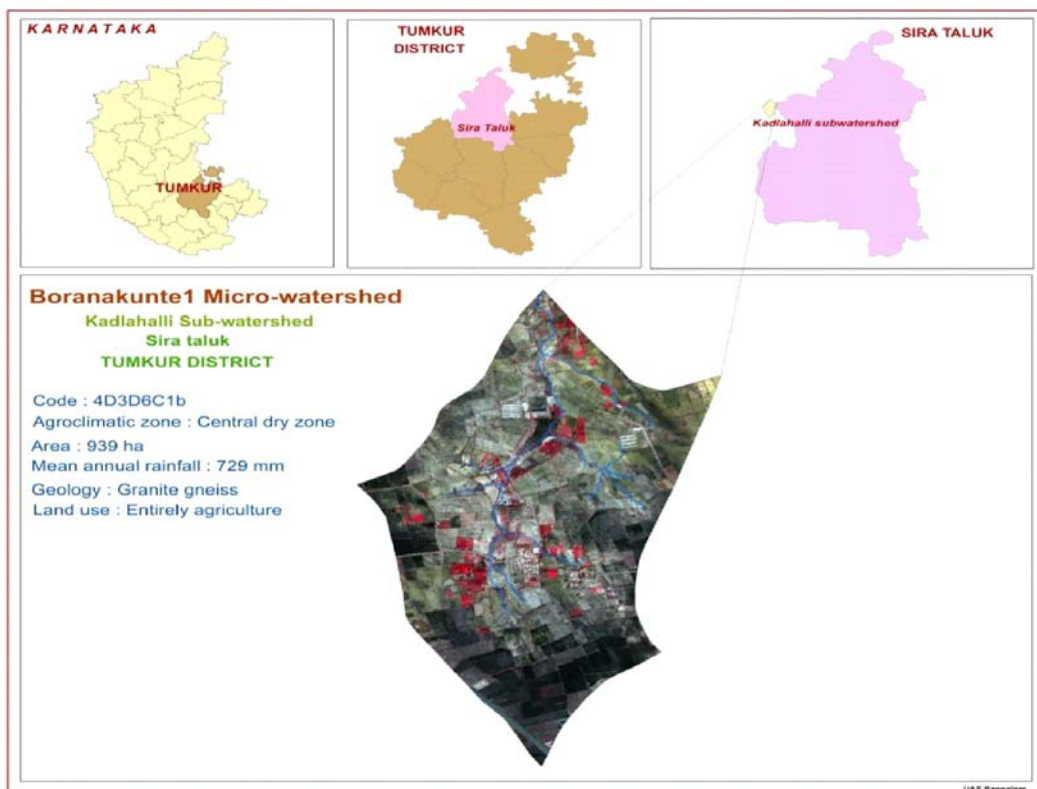 KARNATAKA
TUMKUR
TUMKUR
DISTRICT
Sira Taluk
SIRA TALUK
Kadlahalli subwatershed
Boranakunte1 Micro-watershed
Kadlahalli Sub-watershed
Sira taluk
TUMKUR DISTRICT
Code : 4D3D6C1b
Agroclimatic zone : Central dry zone
Area : 939 ha
Mean annual rainfall : 729 mm
Geology : Granite gneiss
Land use : Entirely agriculture